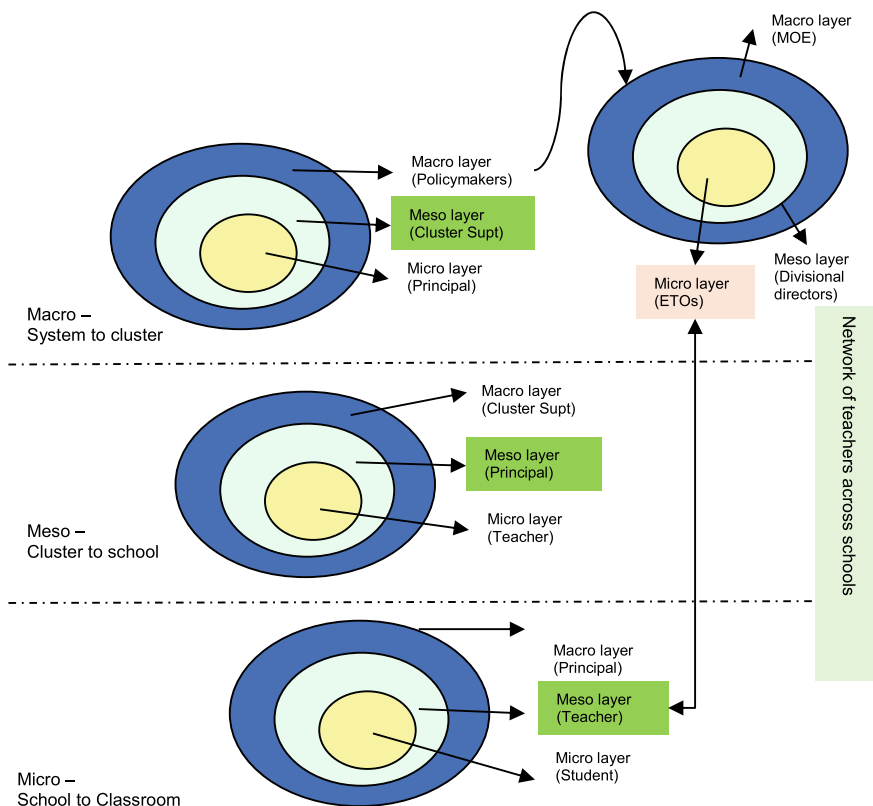 Macro layer
(MOE)
Macro layer
(Policymakers)
Meso layer
(Cluster Supt)
Micro layer
(Principal)
Meso layer
(Divisional
directors)
Micro layer
(ETOs)
Macro –
System to cluster
Network of teachers across schools
Macro layer
(Cluster Supt)
Meso layer
(Principal)
Micro layer
(Teacher)
Meso –
Cluster to school
Macro layer
(Principal)
Meso layer
(Teacher)
Micro layer
(Student)
Micro –
School to Classroom